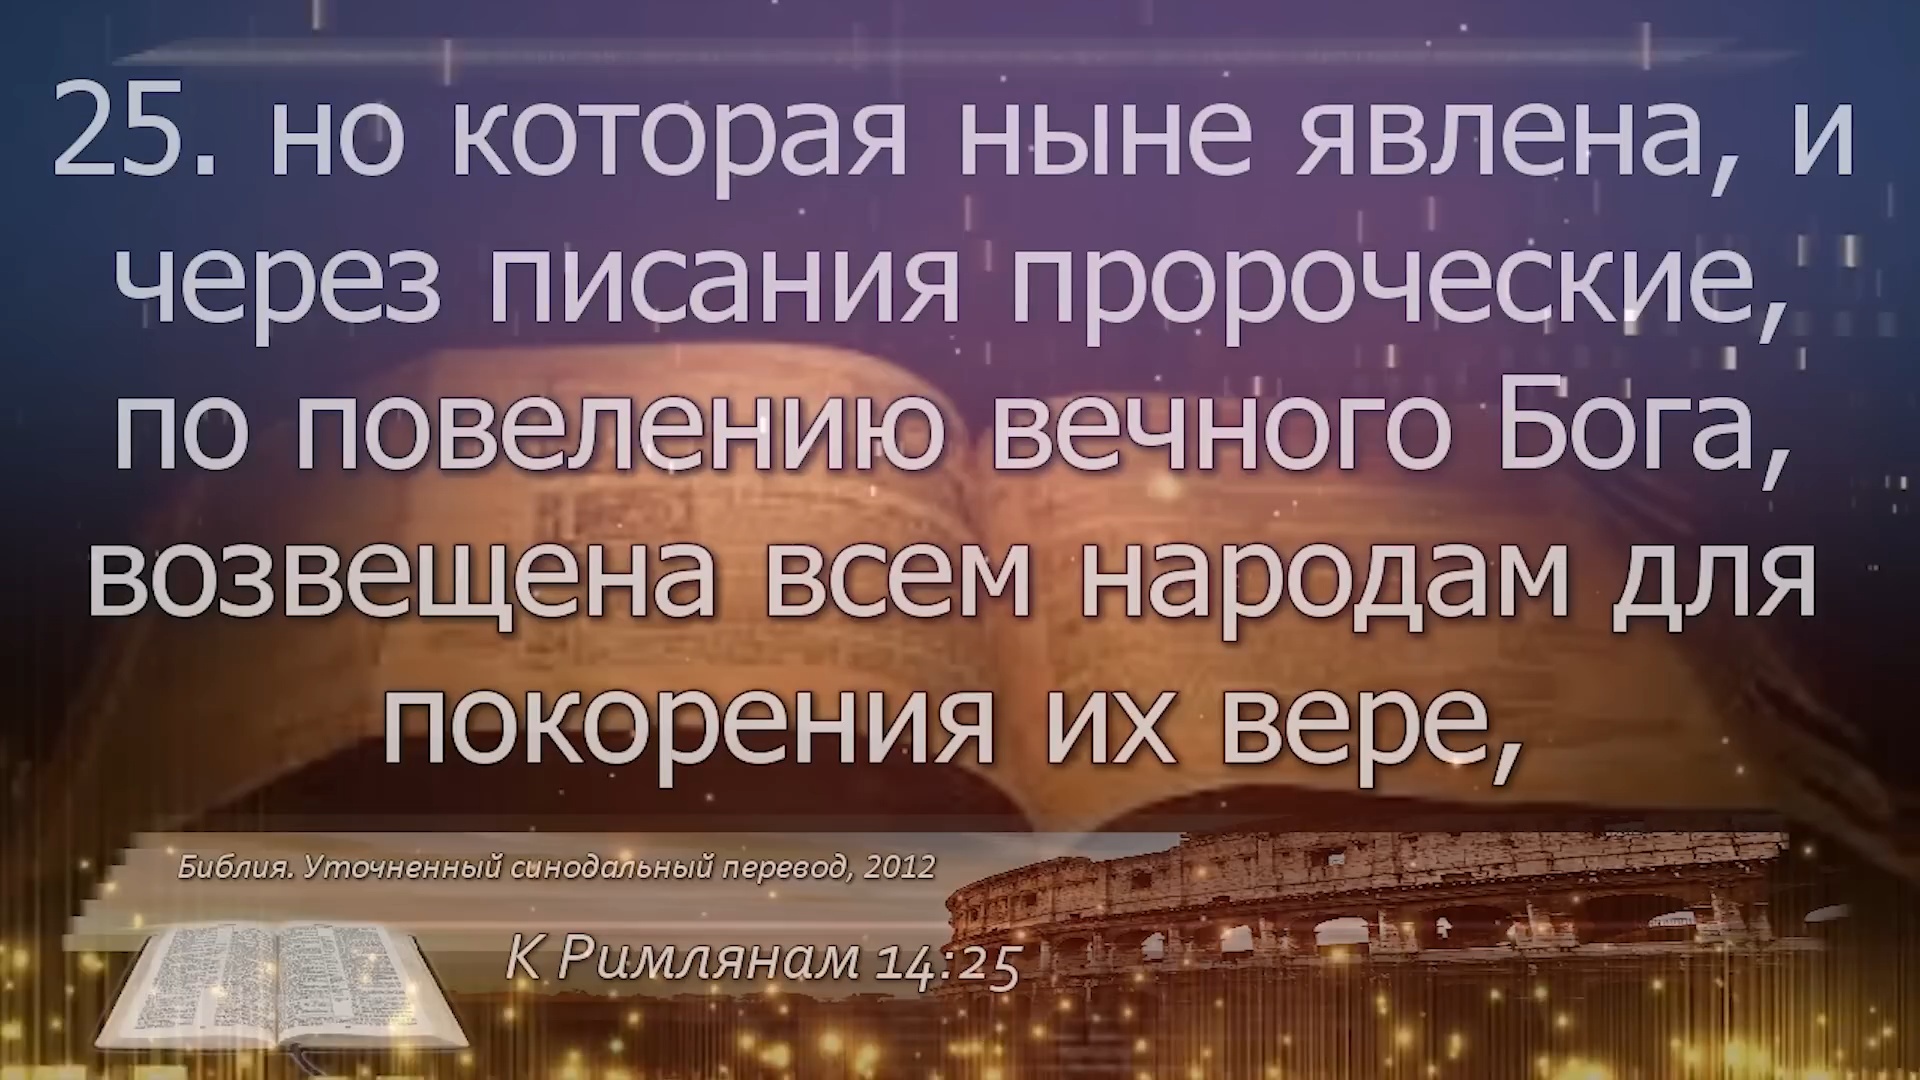 25. но которая ныне явлена, и
через писания пророческие,
по повелению вечного Бога,
возвещена всем народам для
покорения их вере,
Библия. Уточненный синодальный перевод, 2012
К Римлянам 14:25